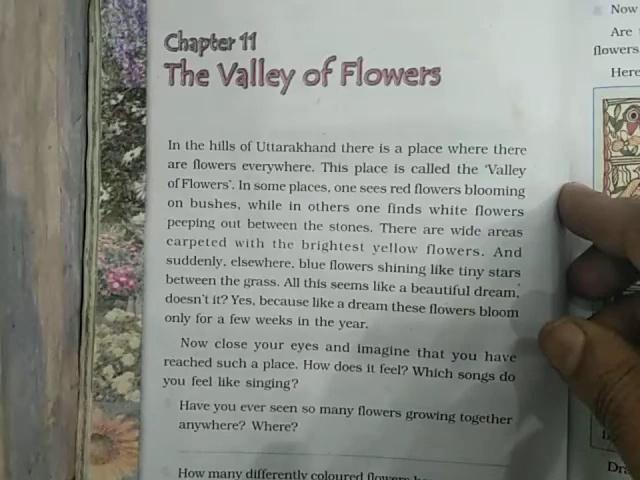 Chapter 11
The Valley of Flowers
In the hills of Uttarakhand there is a place where there
are flowers everywhere. This place is called the 'Valley
of Flowers'. In some places, one sees red flowers blooming
on bushes, while in others one finds white flowers
peeping out between the stones. There are wide areas
carpeted with the brightest yellow flowers. And
suddenly, elsewhere, blue flowers shining like tiny stars
between the grass. All this seems like a beautiful dream,
doesn't it? Yes, because like a dream these flowers bloom
only for a few weeks in the year.
Now close your eyes and imagine that you have
reached such a place. How does it feel? Which songs do
you feel like singing?
Have you ever seen so many flowers growing together
anywhere? Where?
How many differently coloured flowers
Now
Are
flowers
Here